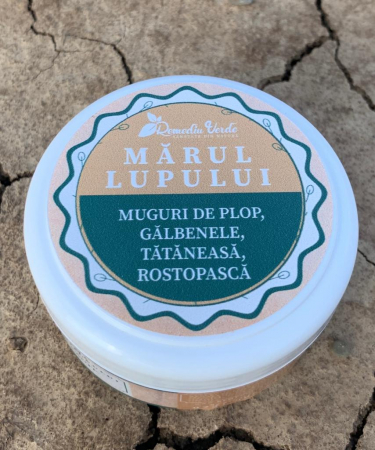 Remediu Verde
MĂRUL
LUPULUI
MUGURI DE PLOP,
GĂLBENELE,
TĂTĂNEASĂ,
ROSTOPASCĂ